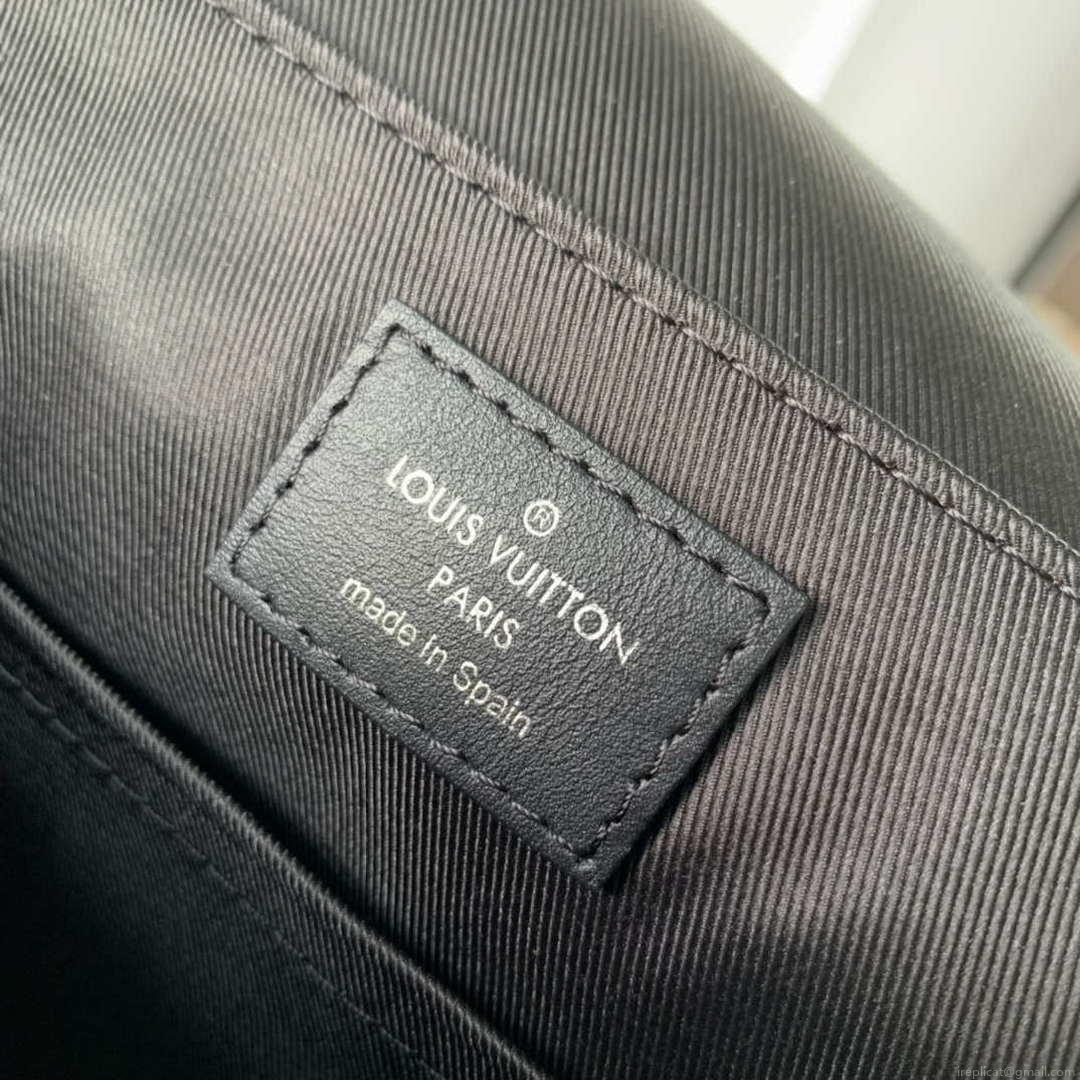 ®
LOUIS VUITTON
PARIS
made in Spain
ireplicat@gmail.com